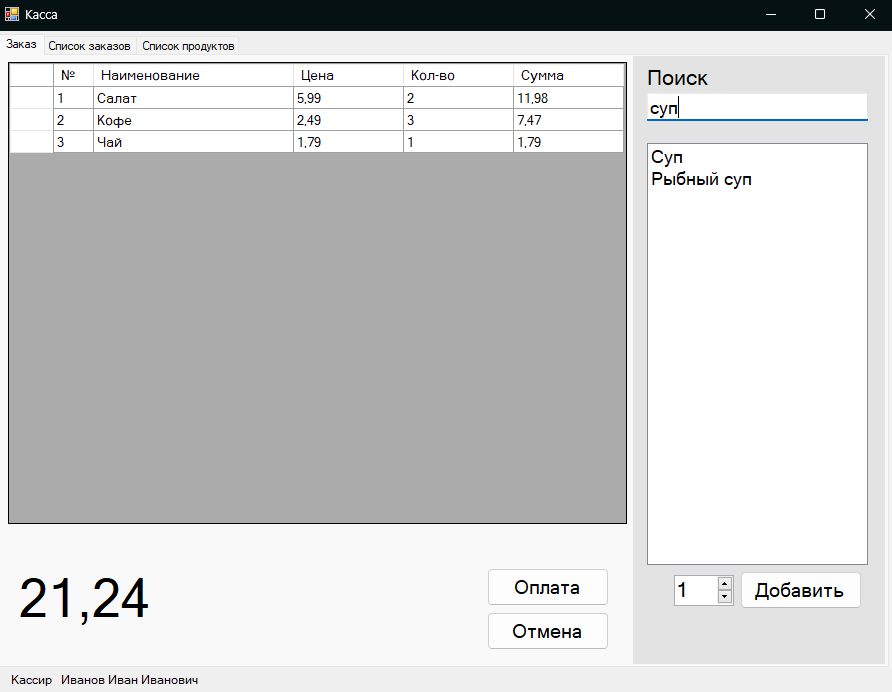 Касса
Заказ Список заказов Список продуктов
№ Наименование Цена Кол-во Сумма
1 Салат 5,99 2 11,98
2 Кофе 2,49 3 7,47
3 Чай 1,79 1 1,79
21,24
Оплата
Отмена
Поиск
суп
Суп
Рыбный суп
1 Добавить
Кассир Иванов Иван Иванович